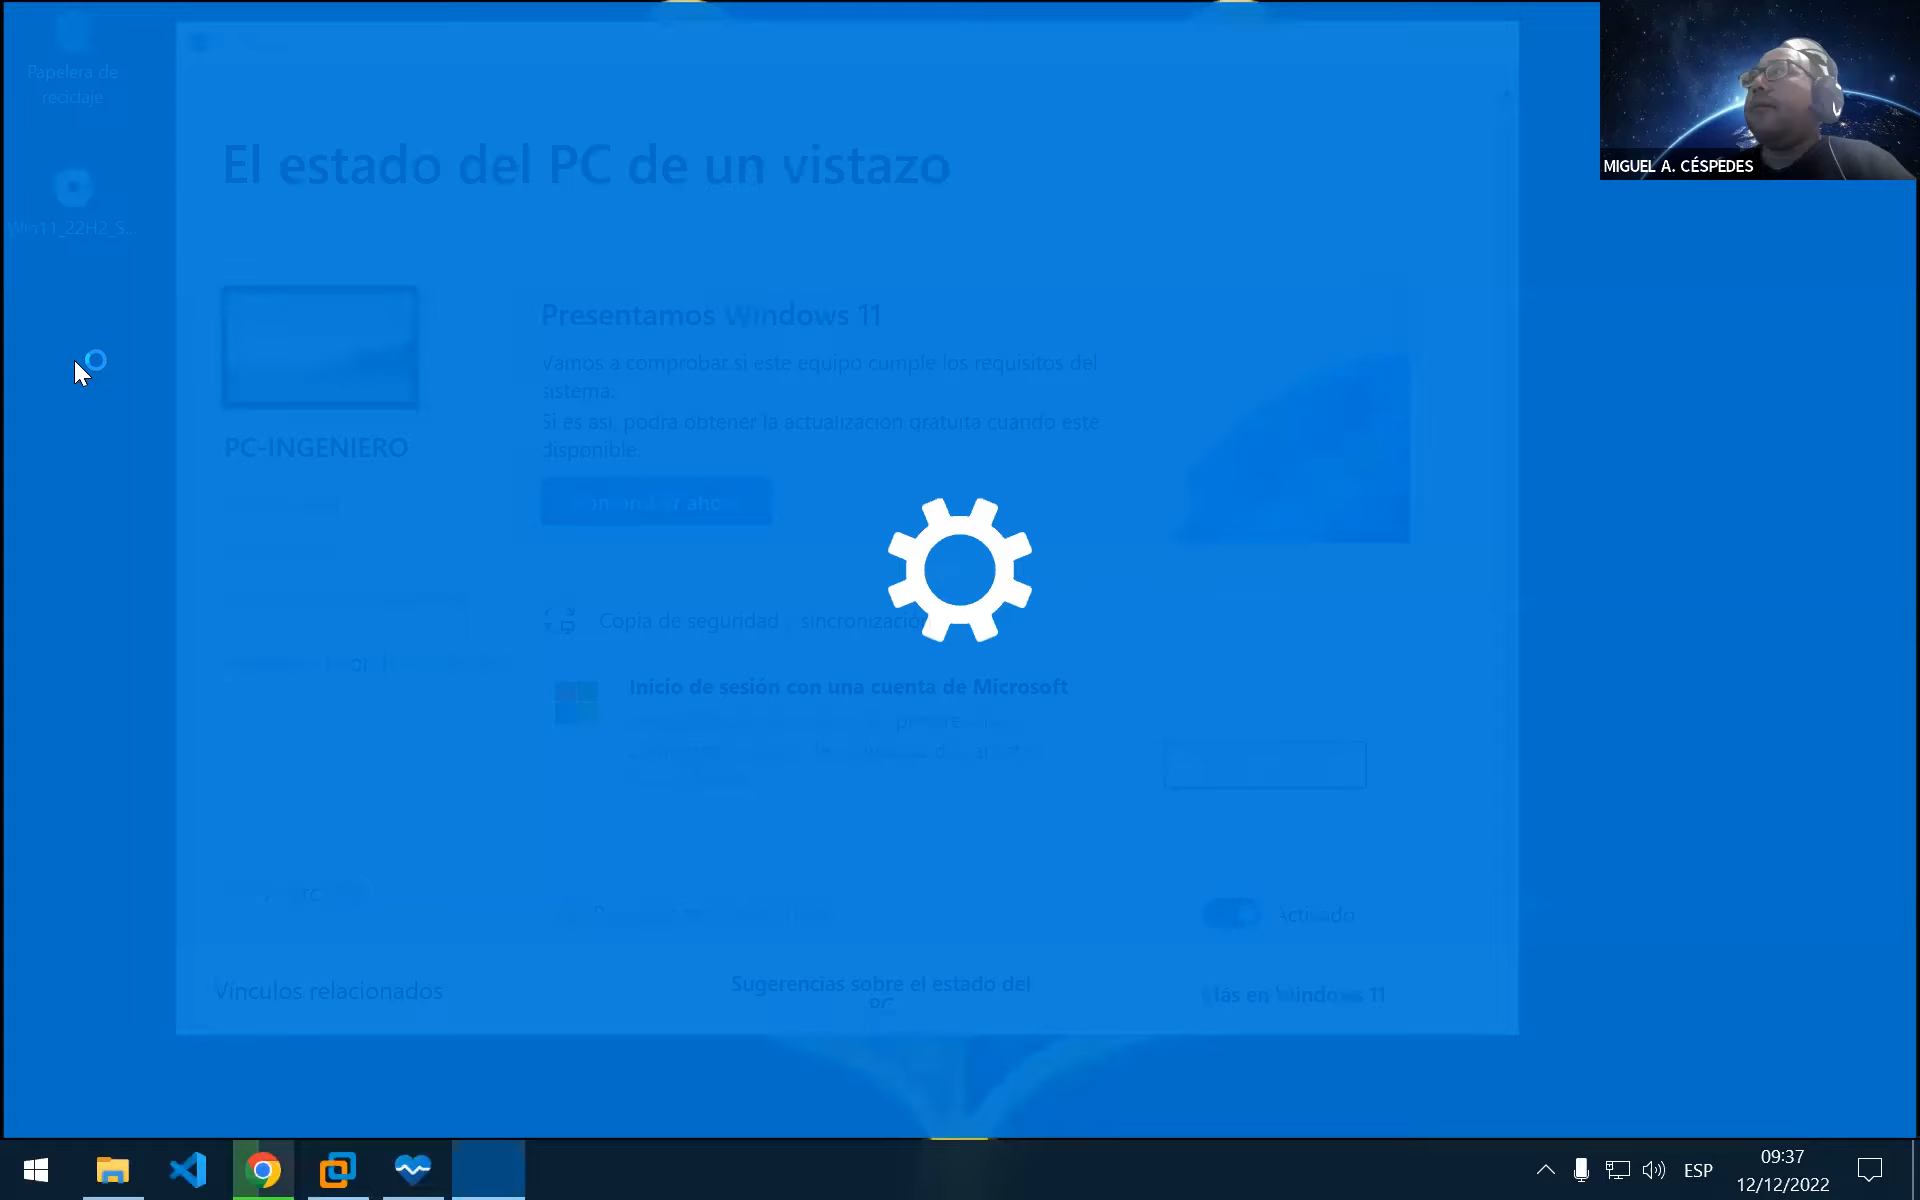 Papelera de
reciclaje
Win11_22H2_S...
MIGUEL A. CÉSPEDES
El estado del PC de un vistazo
Presentamos Windows 11
Vamos a comprobar si este equipo cumple los requisitos del
sistema.
Si es así, podrá obtener la actualización gratuita cuando esté
disponible.
PC-INGENIERO
Comprobar ahora
Copia de seguridad sincronización
Inicio de sesión con una cuenta de Microsoft
Activado
Vínculos relacionados
Sugerencias sobre el estado del
PC
Más en Windows 11
ESP
09:37
12/12/2022